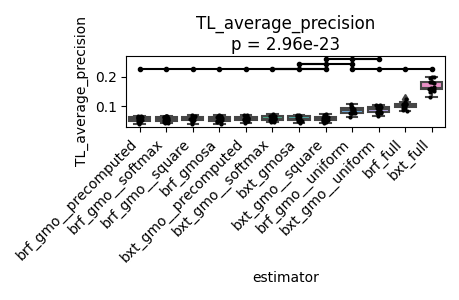 TL_average_precision
p = 2.96e-23
TL_average_precision
0.2
0.1
brf_gmo__precomputed
brf_gmo__softmax
brf_gmo__square
brf_gmosa
bxt_gmo__precomputed
bxt_gmo__softmax
bxt_gmosa
bxt_gmo__square
brf_gmo__uniform
bxt_gmo__uniform
brf_full
bxt_full
estimator